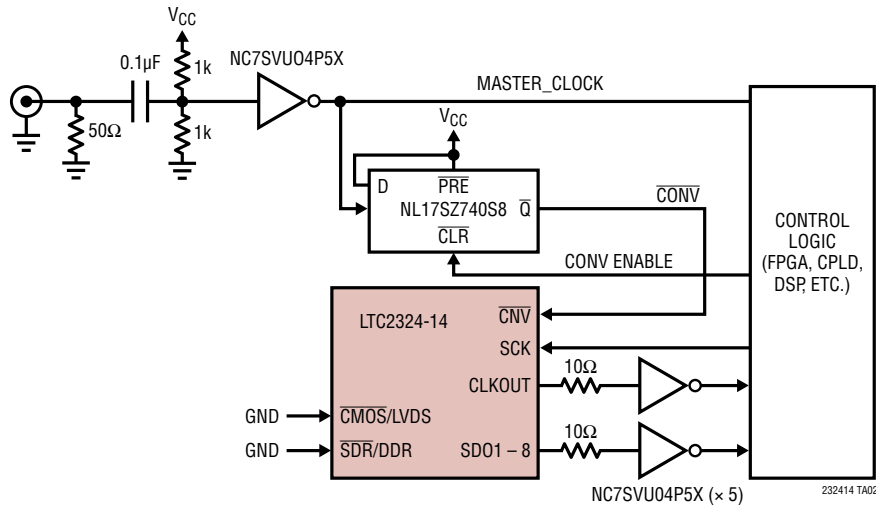 VCC
0.1µF
1k
NC7SVUO4P5X
MASTER_CLOCK
50Ω
1k
VCC
D
PRE
NL17SZ740S8
Q
CLR
CONV
CONV ENABLE
CONTROL
LOGIC
(FPGA, CPLD,
DSP, ETC.)
LTC2324-14
CNV
SCK
CLKOUT
10Ω
GND
CMOS/LVDS
GND
SDR/DDR
SDO1 – 8
10Ω
NC7SVU04P5X (× 5)
232414 TA02